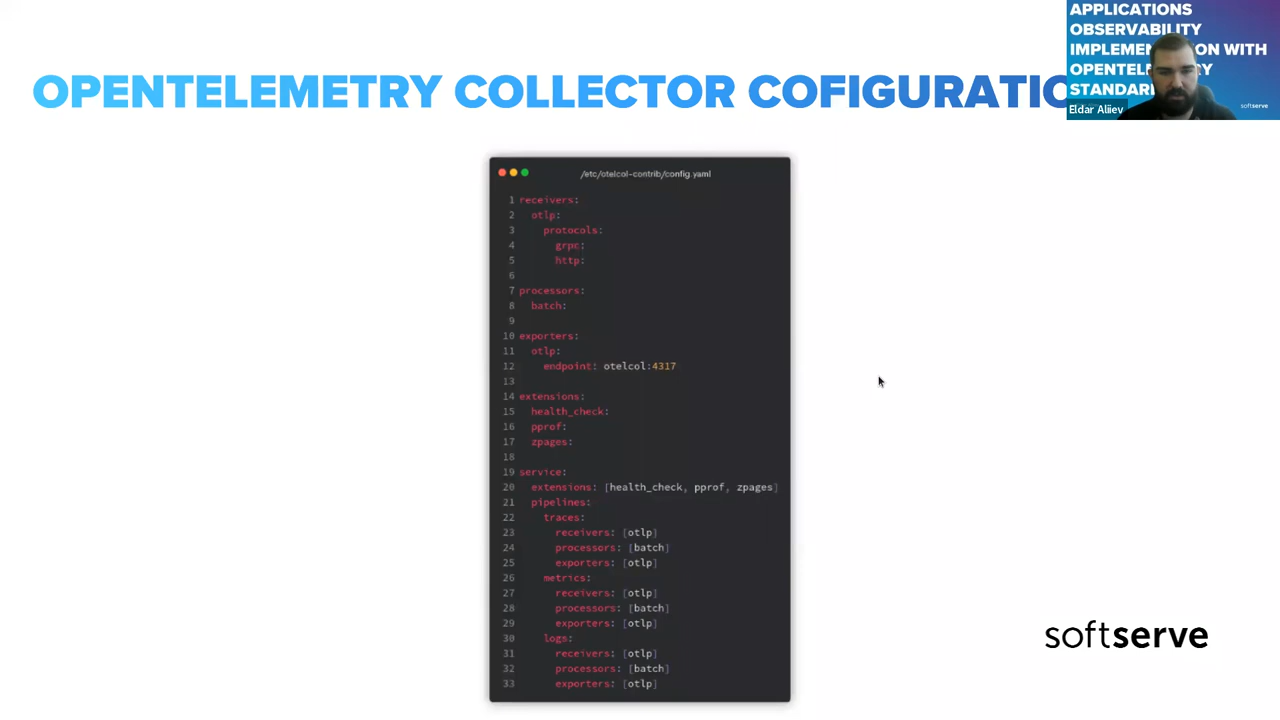 OPENTELEMETRY COLLECTOR COFIGURATIO
APPLICATIONS
OBSERVABILITY
ON WITH
STANDAR
Eldar Aliiev
softserve
/etc/otelcol-contrib/config.yaml
1 receivers:
2 otlp:
3 protocols:
4 grpc:
5 http:
6
7 processors:
8 batch:
9
10 exporters:
11 otlp:
12 endpoint: otelcol:4317
13
14 extensions:
15 health_check:
16 pprof:
17 zpages:
18
19 service:
20 extensions: [health_check, pprof, zpages]
21 pipelines:
22 traces:
23 receivers: [otlp]
24 processors: [batch]
25 exporters: [otlp]
26 metrics:
27 receivers: [otlp]
28 processors: [batch]
29 exporters: [otlp]
30 logs:
31 receivers: [otlp]
32 processors: [batch]
33 exporters: [otlp]
softserve